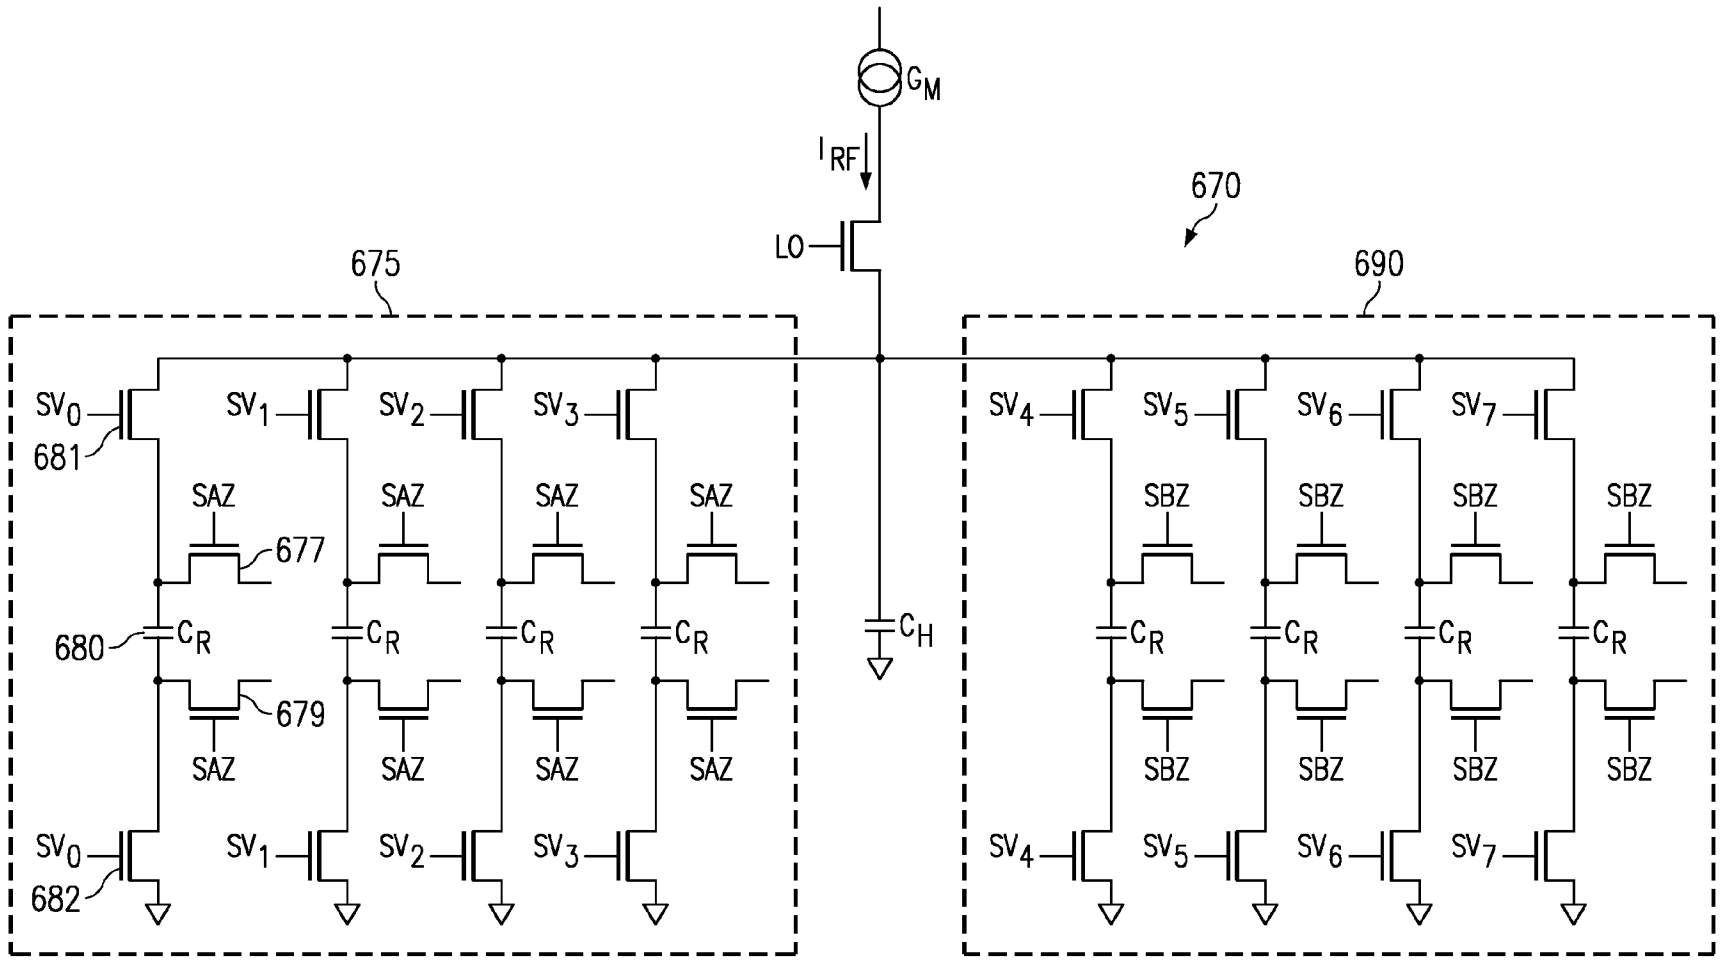 G_M
I_RF
670
LO
675
690
SV_0 SV_1 SV_2 SV_3 SV_4 SV_5 SV_6 SV_7
681
SAZ SAZ SAZ SAZ SBZ SBZ SBZ SBZ
677
680 C_R C_R C_R C_R C_H C_R C_R C_R C_R
679
SAZ SAZ SAZ SAZ SBZ SBZ SBZ SBZ
SV_0 SV_1 SV_2 SV_3 SV_4 SV_5 SV_6 SV_7
682